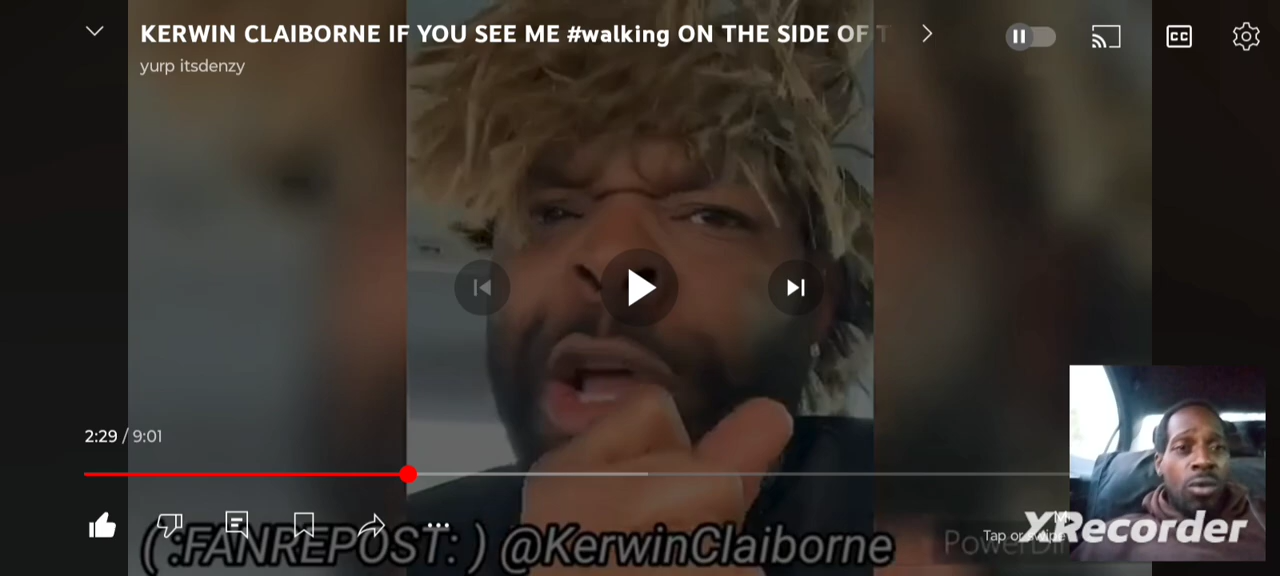 KERWIN CLAIBORNE IF YOU SEE ME #walking ON THE SIDE OF T
yurp itsdenzy
CC
2:29 / 9:01
Tap or swipe
XRecorder
(:FANREPOST: ) @KerwinClaiborne